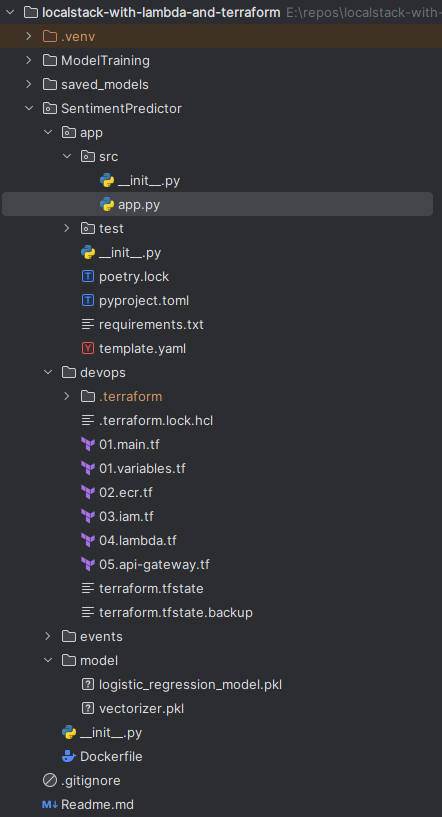 localstack-with-lambda-and-terraform E:\repos\localstack-with-
.venv
ModelTraining
saved_models
SentimentPredictor
app
src
__init__.py
app.py
test
__init__.py
T poetry.lock
T pyproject.toml
requirements.txt
Y template.yaml
devops
.terraform
.terraform.lock.hcl
01.main.tf
01.variables.tf
02.ecr.tf
03.iam.tf
04.lambda.tf
05.api-gateway.tf
terraform.tfstate
terraform.tfstate.backup
events
model
? logistic_regression_model.pkl
? vectorizer.pkl
__init__.py
Dockerfile
.gitignore
M↓ Readme.md